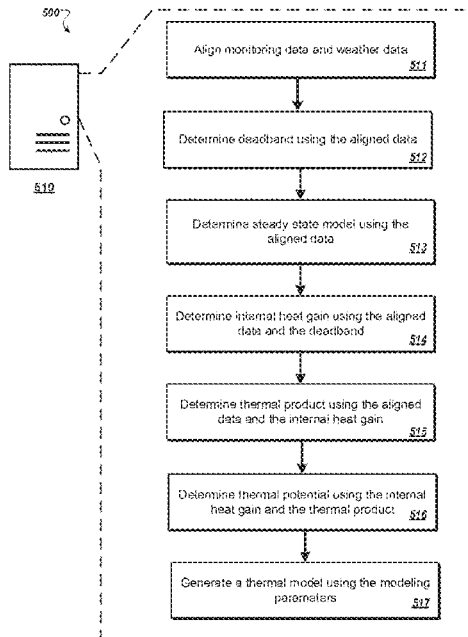 500
Align monitoring data and weather data
511
Determine deadband using the aligned data
512
510
Determine steady state model using the
aligned data
513
Determine internal heat gain using the aligned
data and the deadband
514
Determine thermal product using the aligned
data and the internal heat gain
515
Determine thermal potential using the internal
heat gain and the thermal product
516
Generate a thermal model using the modeling
parameters
517